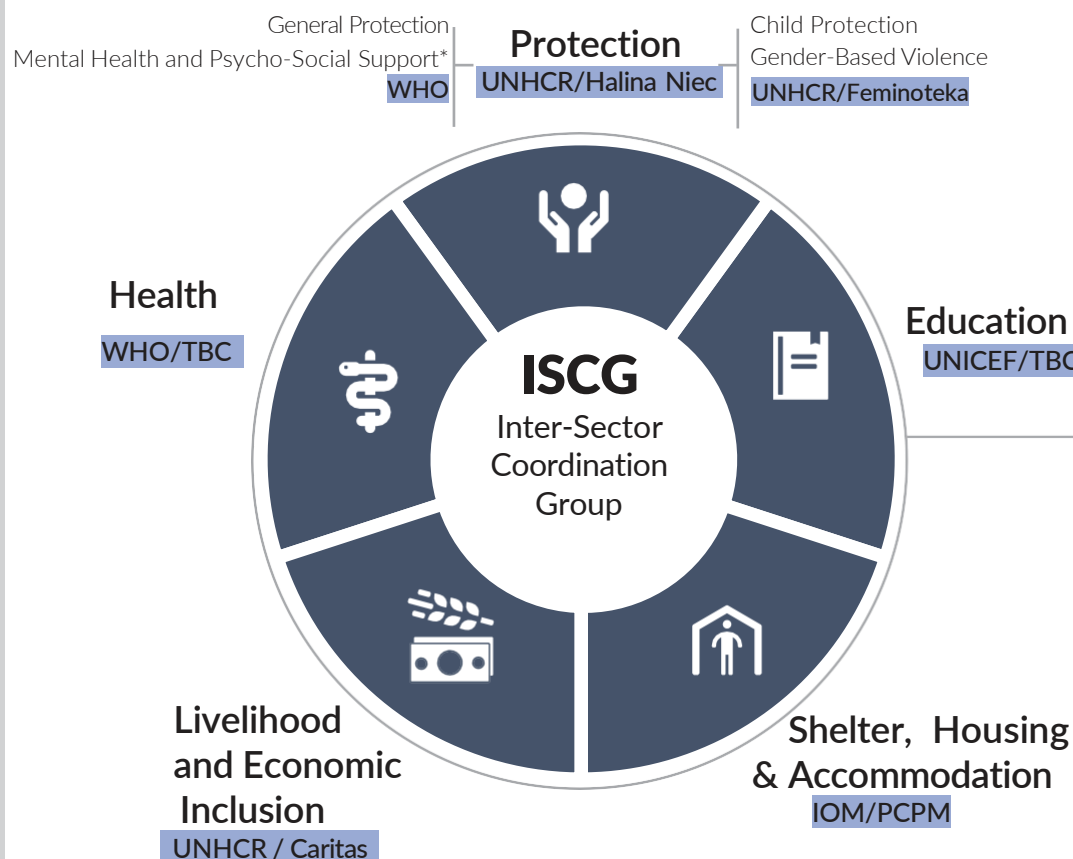 General Protection
Mental Health and Psycho-Social Support*
WHO
Protection
UNHCR/Halina Niec
Child Protection
Gender-Based Violence
UNHCR/Feminoteka
Health
WHO/TBC
Education
UNICEF/TBC
ISCG
Inter-Sector
Coordination
Group
Livelihood
and Economic
Inclusion
UNHCR / Caritas
Shelter, Housing
& Accommodation
IOM/PCPM